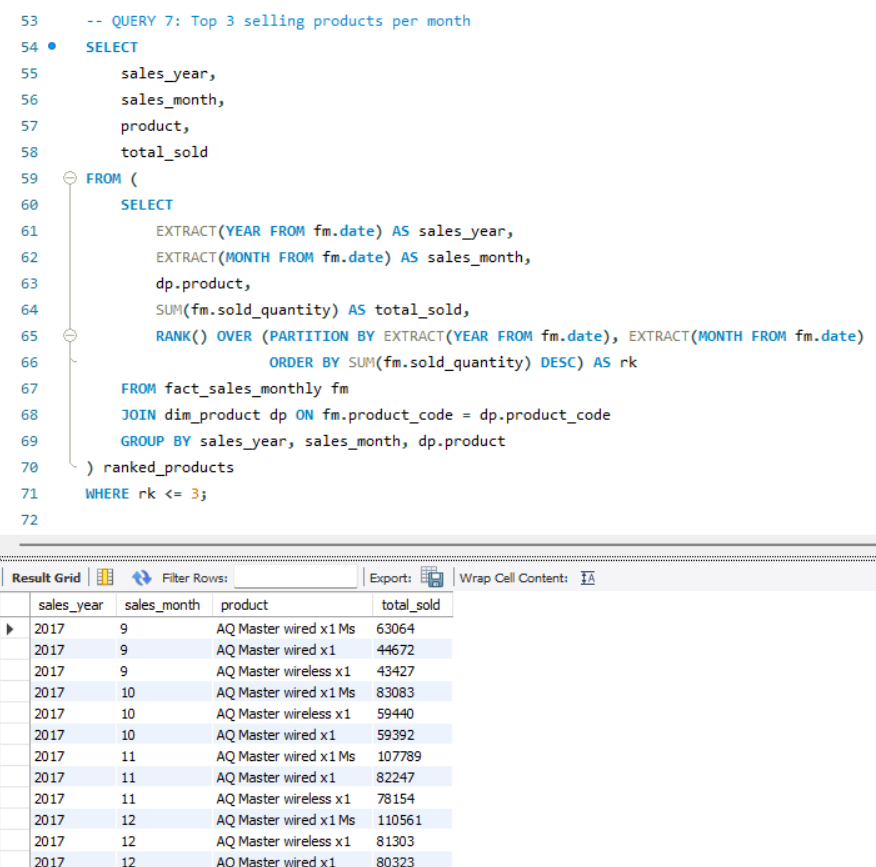 53 -- QUERY 7: Top 3 selling products per month
54 SELECT
55 sales_year,
56 sales_month,
57 product,
58 total_sold
59 FROM (
60 SELECT
61 EXTRACT(YEAR FROM fm.date) AS sales_year,
62 EXTRACT(MONTH FROM fm.date) AS sales_month,
63 dp.product,
64 SUM(fm.sold_quantity) AS total_sold,
65 RANK() OVER (PARTITION BY EXTRACT(YEAR FROM fm.date), EXTRACT(MONTH FROM fm.date)
66 ORDER BY SUM(fm.sold_quantity) DESC) AS rk
67 FROM fact_sales_monthly fm
68 JOIN dim_product dp ON fm.product_code = dp.product_code
69 GROUP BY sales_year, sales_month, dp.product
70 ) ranked_products
71 WHERE rk <= 3;
72
Result Grid Filter Rows: Export: Wrap Cell Content: IA
sales_year sales_month product total_sold
2017 9 AQ Master wired x1 Ms 63064
2017 9 AQ Master wired x1 44672
2017 9 AQ Master wireless x1 43427
2017 10 AQ Master wired x1 Ms 83083
2017 10 AQ Master wireless x1 59440
2017 10 AQ Master wired x1 59392
2017 11 AQ Master wired x1 Ms 107789
2017 11 AQ Master wired x1 82247
2017 11 AQ Master wireless x1 78154
2017 12 AQ Master wired x1 Ms 110561
2017 12 AQ Master wireless x1 81303
2017 12 AQ Master wired x1 80323